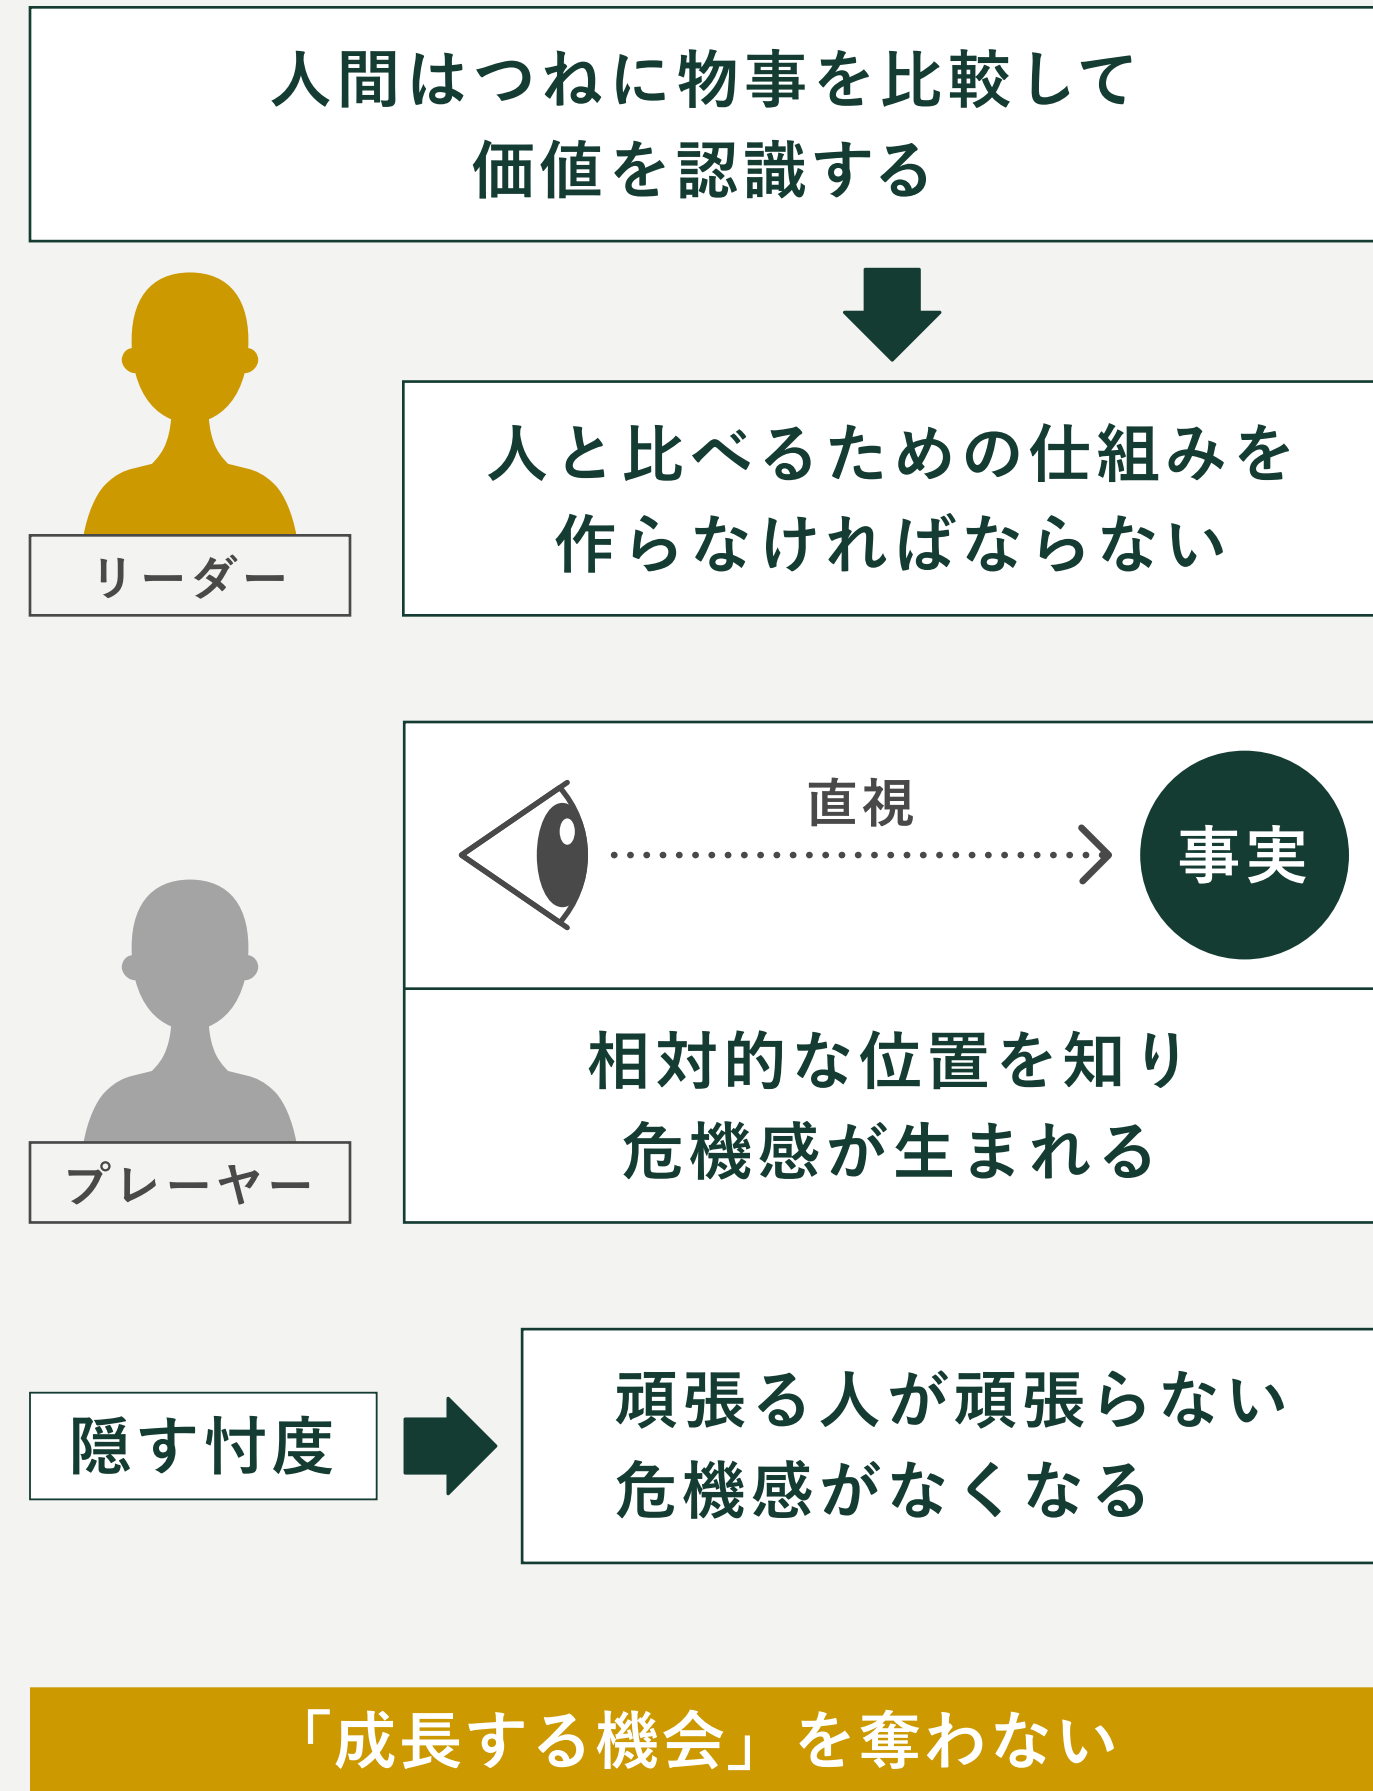 人間はつねに物事を比較して
価値を認識する
リーダー
人と比べるための仕組みを
作らなければならない
直視
事実
プレーヤー
相対的な位置を知り
危機感が生まれる
隠す忖度
頑張る人が頑張らない
危機感がなくなる
「成長する機会」を奪わない